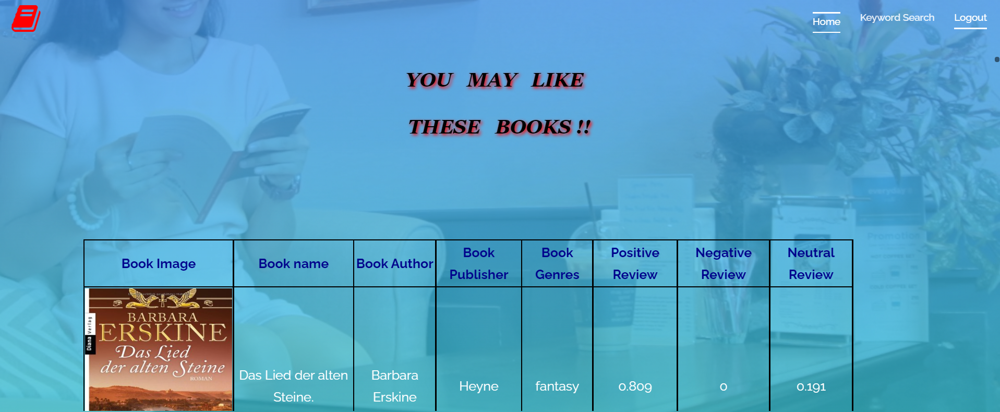 Home
Keyword Search
Logout
YOU MAY LIKE
THESE BOOKS !!
everyday
Promotion
Book Image
Book name
Book Author
Book
Publisher
Book
Genres
Positive
Review
Negative
Review
Neutral
Review
BARBARA
ERSKINE
Das Lied
der alten Steine
ROMAN
Diana Verlag
Das Lied der alten
Steine.
Barbara
Erskine
Heyne
fantasy
0.809
0
0.191